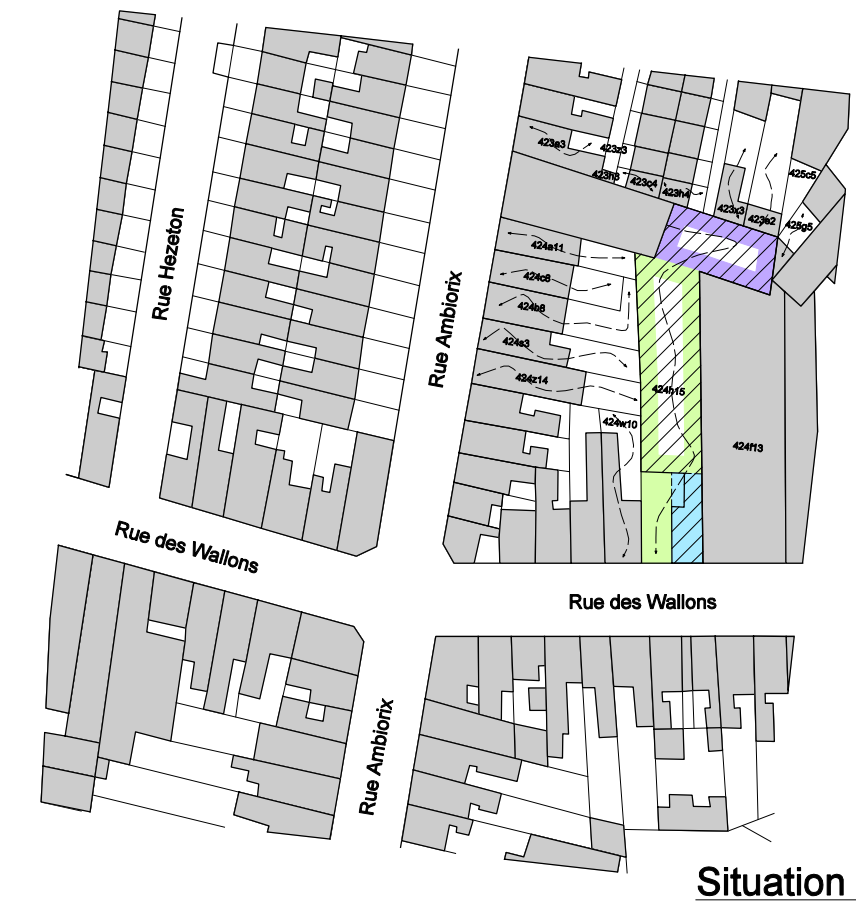 423a3
423z3
423h3
423c4
423h4
425c5
423x3
423e2
425g5
424a11
424c8
424b8
424s3
424z14
424h15
424w10
424f13
Rue Hezeton
Rue Ambiorix
Rue des Wallons
Rue des Wallons
Rue Ambiorix
Situation